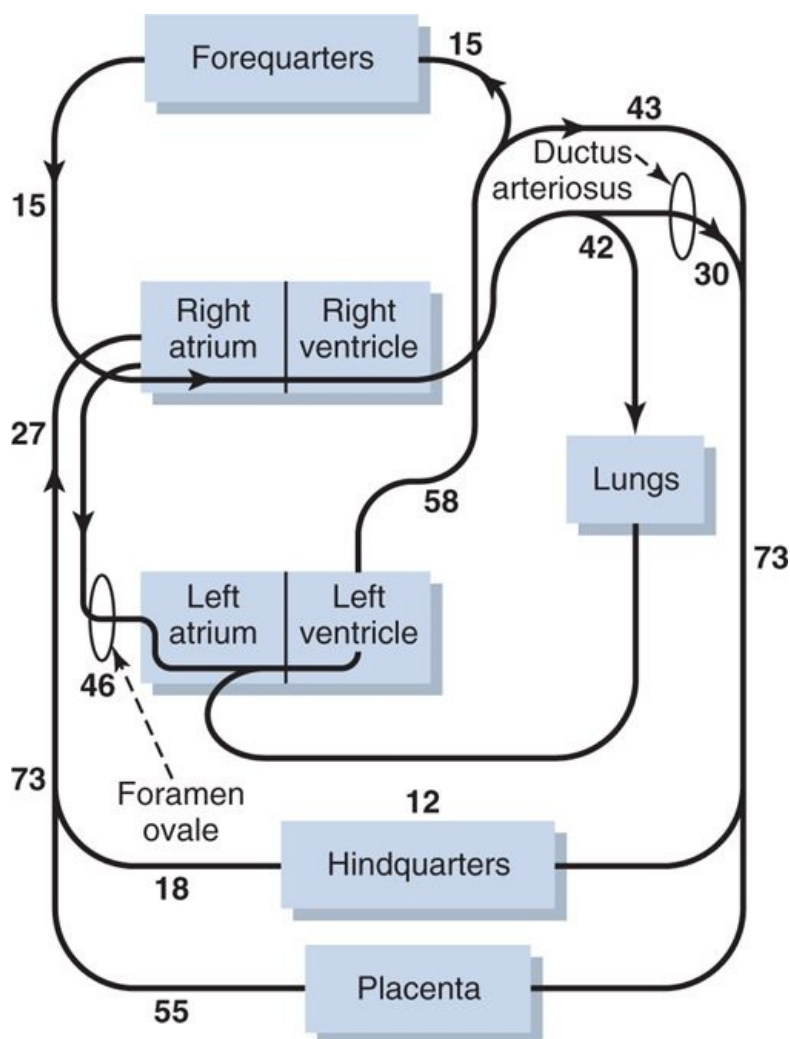 15
Forequarters
43
Ductus
arteriosus
15
42
30
Right
atrium
Right
ventricle
27
Lungs
58
73
Left
atrium
Left
ventricle
46
73
Foramen
ovale
12
Hindquarters
18
Placenta
55